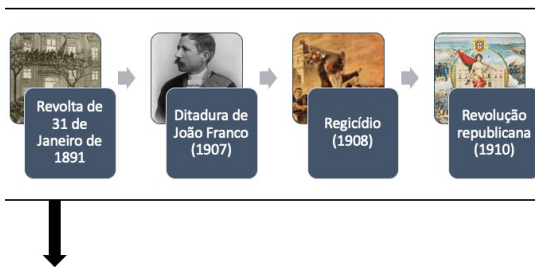 Revolta de
31 de
Janeiro de
1891
Ditadura de
João Franco
(1907)
Regicídio
(1908)
Revolução
republicana
(1910)